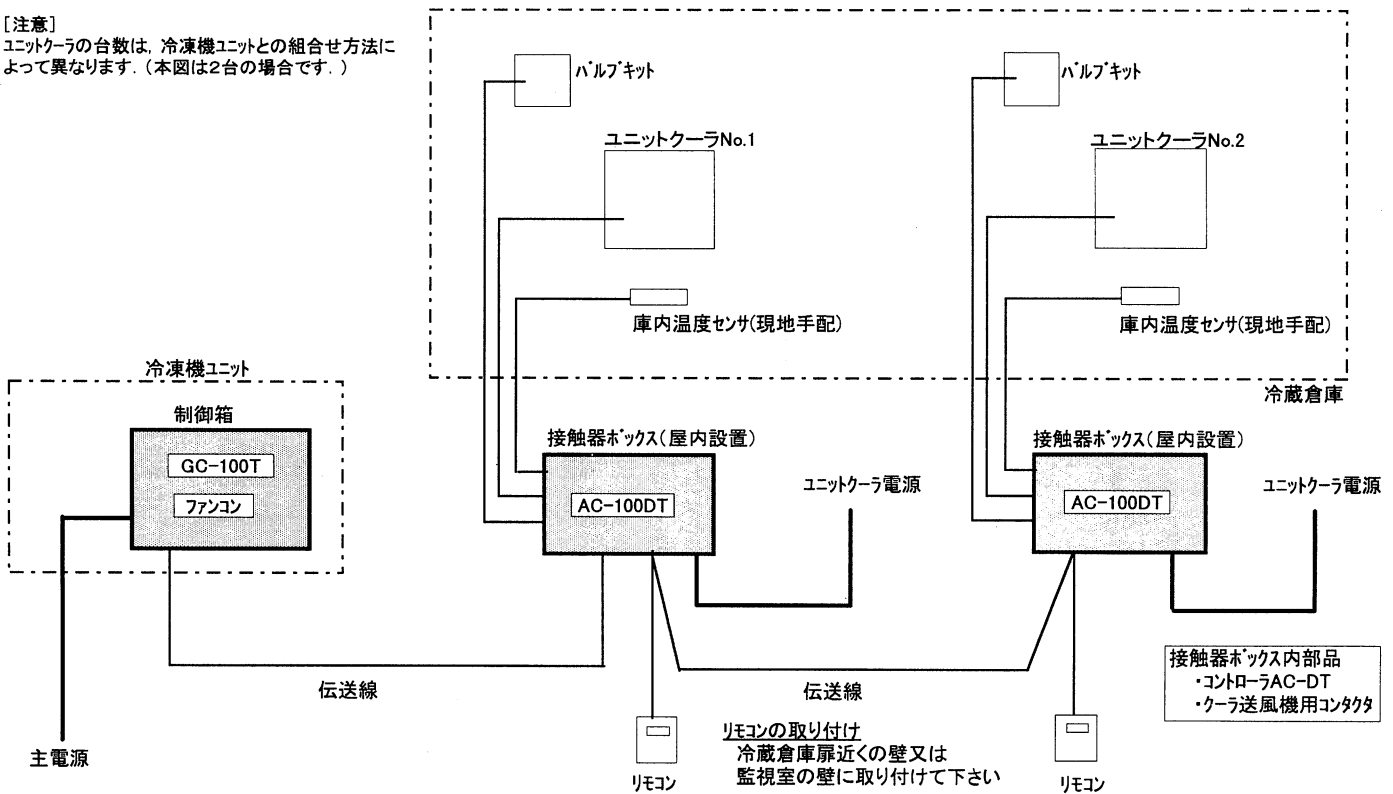 [注意]
ユニットクーラの台数は, 冷凍機ユニットとの組合せ方法に
よって異なります. (本図は2台の場合です. )
バルブキット
バルブキット
ユニットクーラNo.1
ユニットクーラNo.2
庫内温度センサ(現地手配)
庫内温度センサ(現地手配)
冷蔵倉庫
冷凍機ユニット
制御箱
GC-100T
ファンコン
接触器ボックス(屋内設置)
AC-100DT
ユニットクーラ電源
接触器ボックス(屋内設置)
AC-100DT
ユニットクーラ電源
伝送線
伝送線
接触器ボックス内部品
・コントローラAC-DT
・クーラ送風機用コンタクタ
主電源
リモコン
リモコンの取り付け
冷蔵倉庫扉近くの壁又は
監視室の壁に取り付けて下さい
リモコン